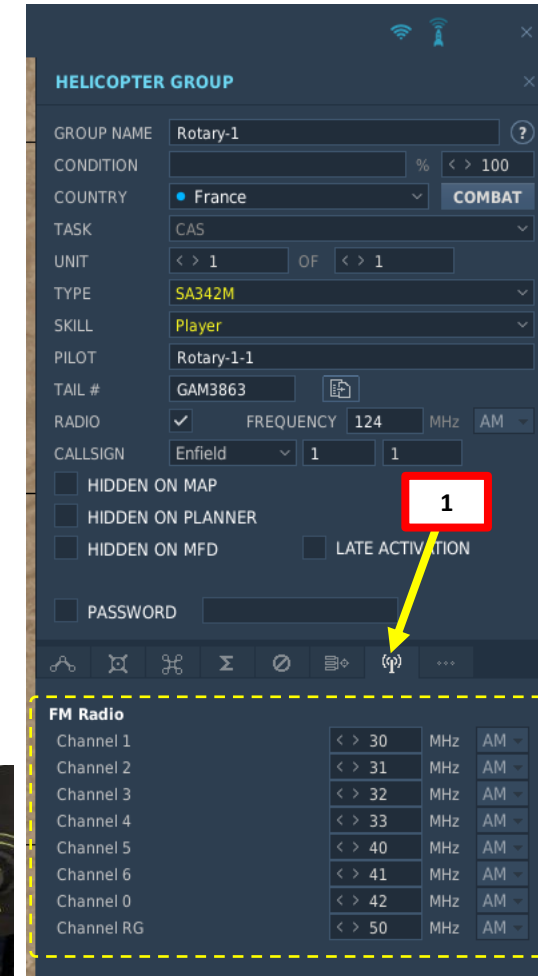 HELICOPTER GROUP
GROUP NAME Rotary-1 ?
CONDITION % < > 100
COUNTRY France COMBAT
TASK CAS
UNIT < > 1 OF < > 1
TYPE SA342M
SKILL Player
PILOT Rotary-1-1
TAIL # GAM3863
RADIO FREQUENCY 124 MHz AM
CALLSIGN Enfield 1 1
HIDDEN ON MAP
1
HIDDEN ON PLANNER
HIDDEN ON MFD LATE ACTIVATION
PASSWORD
FM Radio
Channel 1 < > 30 MHz AM
Channel 2 < > 31 MHz AM
Channel 3 < > 32 MHz AM
Channel 4 < > 33 MHz AM
Channel 5 < > 40 MHz AM
Channel 6 < > 41 MHz AM
Channel 0 < > 42 MHz AM
Channel RG < > 50 MHz AM